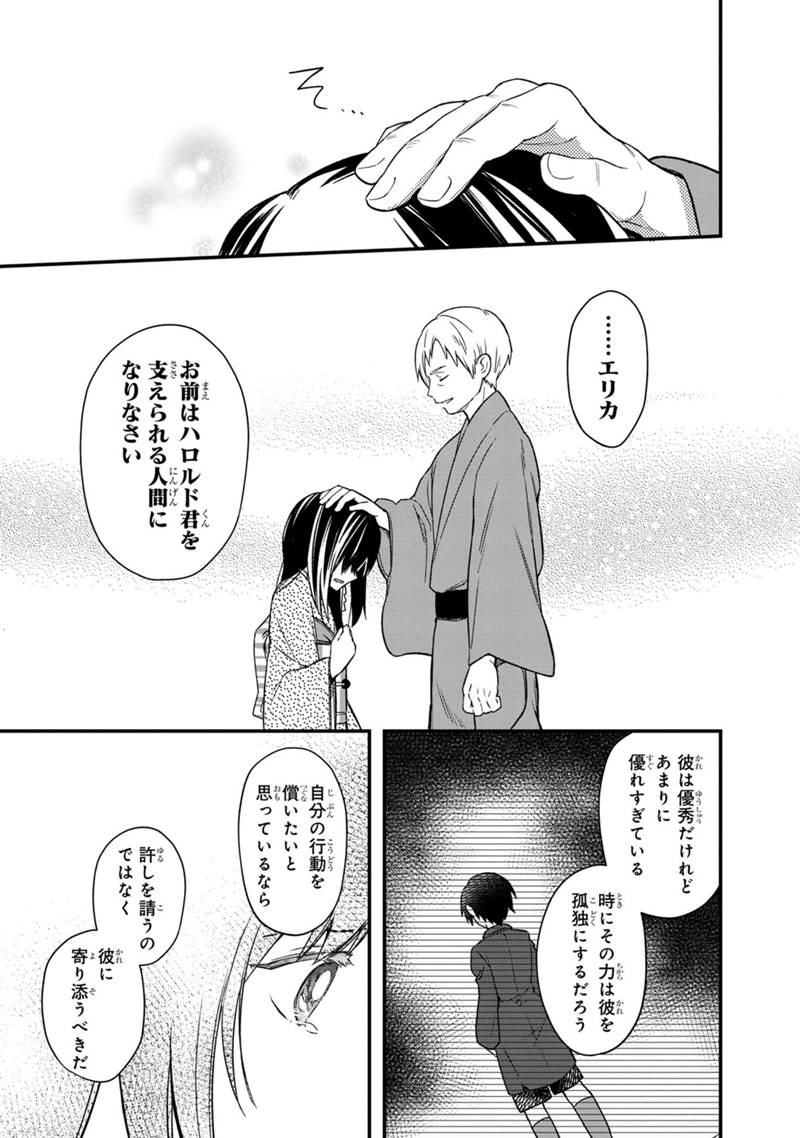 ……エリカ
お前はハロルド君を
支えられる人間に
なりなさい
彼は優秀だけれど
あまりに
優れすぎている
時にその力は彼を
孤独にするだろう
自分の行動を
償いたいと
思っているなら
許しを請うの
ではなく
彼に
寄り添うべきだ